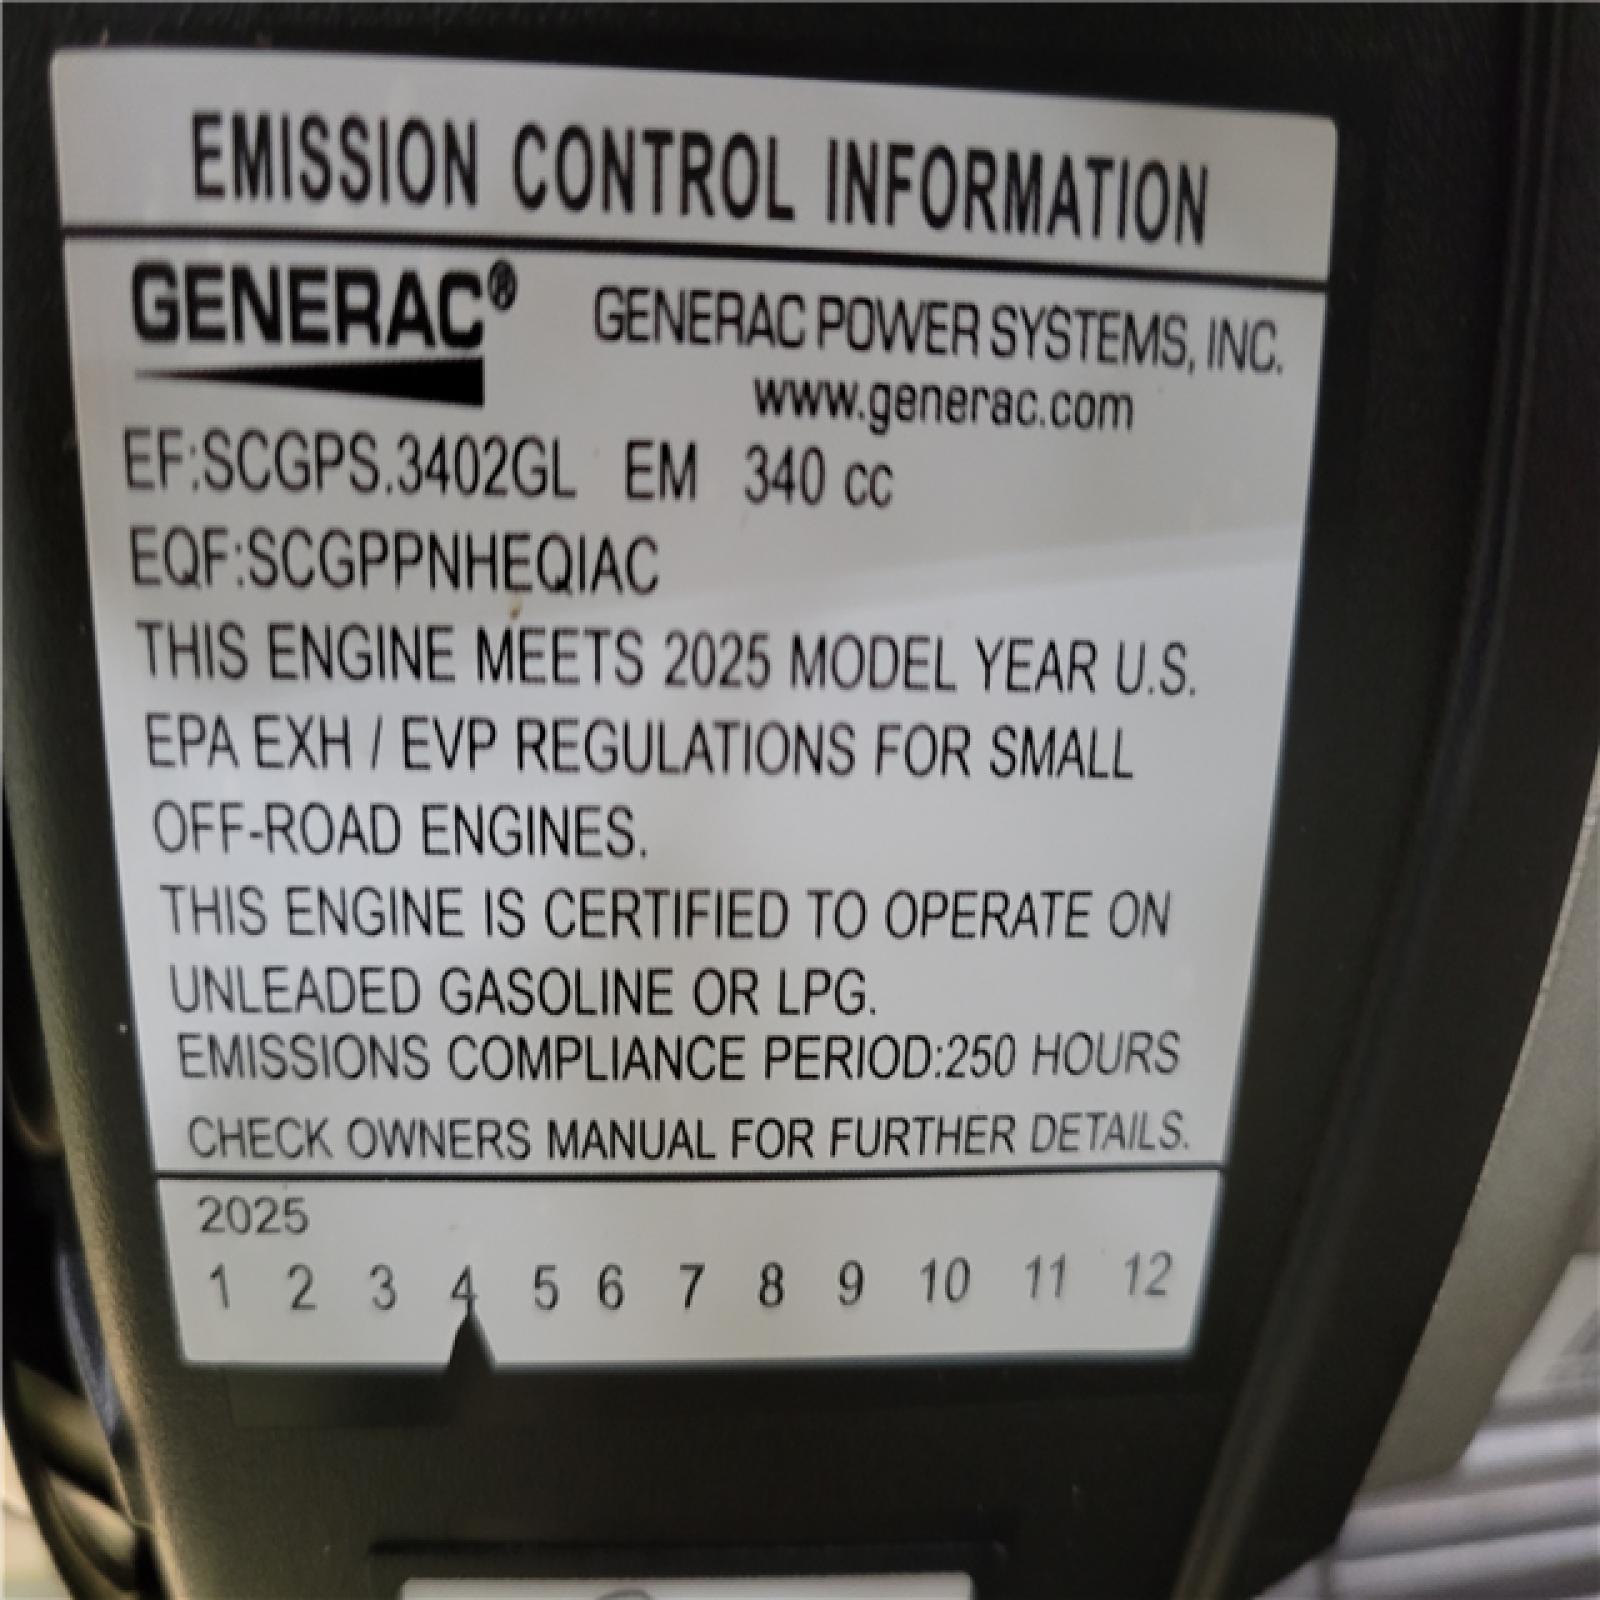 EMISSION CONTROL INFORMATION
GENERAC® GENERAC POWER SYSTEMS, INC.
www.generac.com
EF:SCGPS.3402GL EM 340 cc
EQF:SCGPPNHEQIAC
THIS ENGINE MEETS 2025 MODEL YEAR U.S.
EPA EXH / EVP REGULATIONS FOR SMALL
OFF-ROAD ENGINES.
THIS ENGINE IS CERTIFIED TO OPERATE ON
UNLEADED GASOLINE OR LPG.
EMISSIONS COMPLIANCE PERIOD:250 HOURS
CHECK OWNERS MANUAL FOR FURTHER DETAILS.
2025
1 2 3 4 5 6 7 8 9 10 11 12